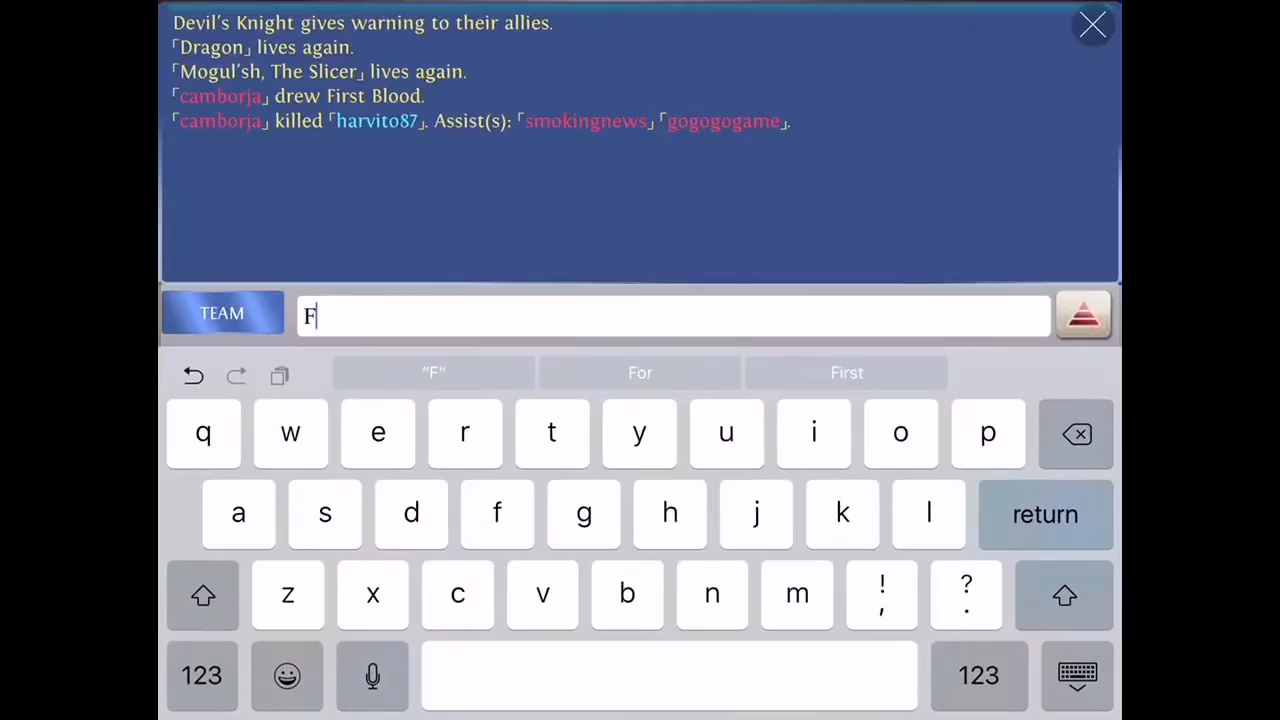 Devil's Knight gives warning to their allies.
「Dragon」 lives again.
「Mogul'sh, The Slicer」 lives again.
「camborja」 drew First Blood.
「camborja」 killed 「harvito87」. Assist(s): 「smokingnews」 「gogogogame」.
TEAM
F
“F” For First
q w e r t y u i o p
a s d f g h j k l return
z x c v b n m ! , ? .
123 123